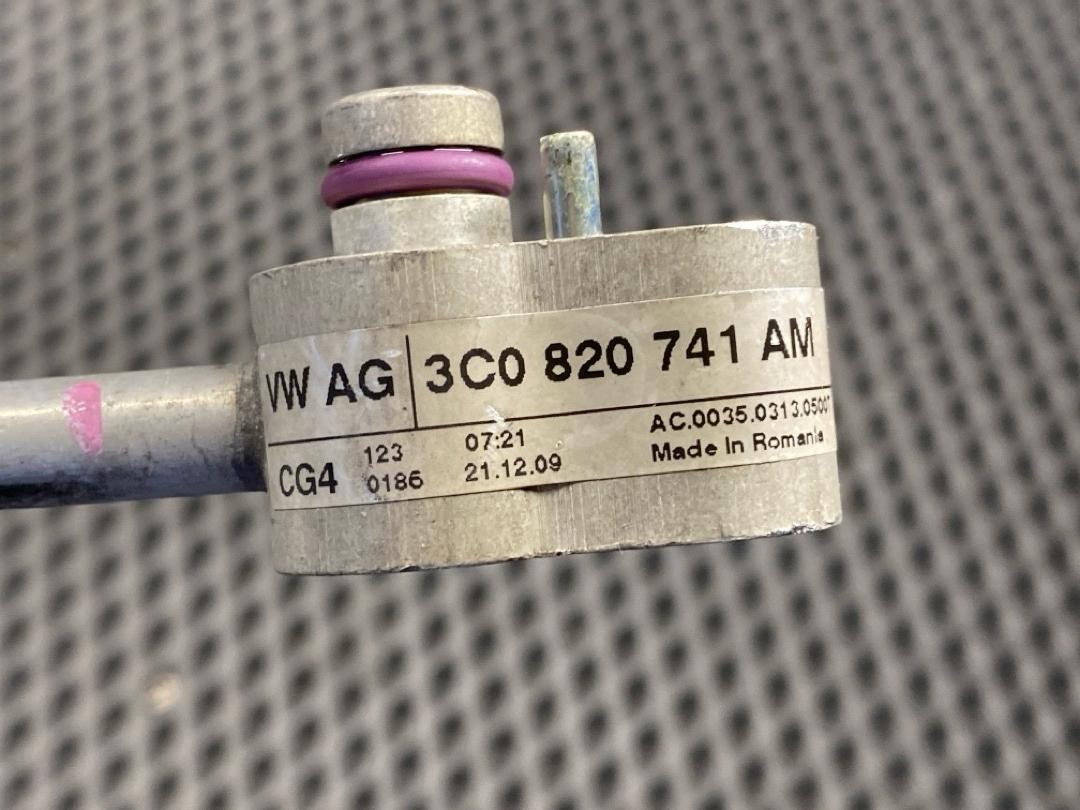 VW AG 3C0 820 741 AM
CG4 123 07:21 AC.0035.0313.0500
0186 21.12.09 Made In Romania